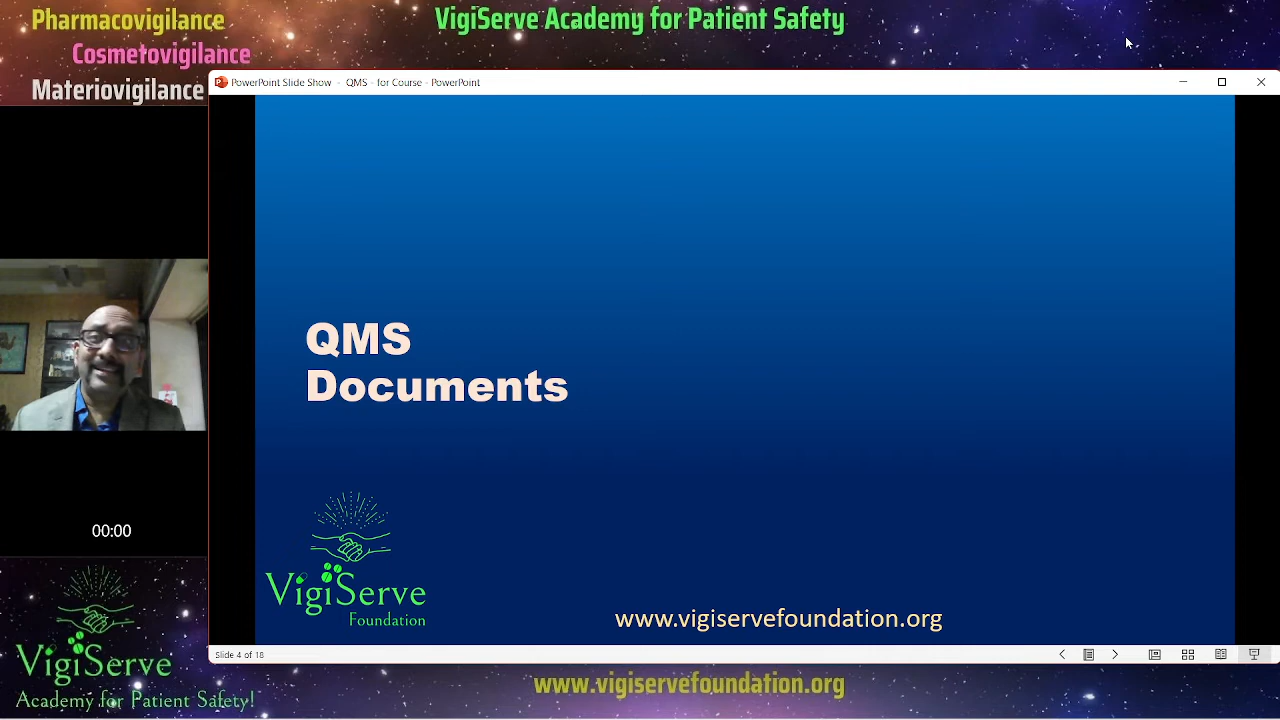 Pharmacovigilance
Cosmetovigilance
Materiovigilance
VigiServe Academy for Patient Safety
PowerPoint Slide Show - QMS - for Course - PowerPoint
QMS
Documents
VigiServe
Foundation
www.vigiservefoundation.org
Slide 4 of 18
00:00
VigiServe
Academy for Patient Safety!
www.vigiservefoundation.org